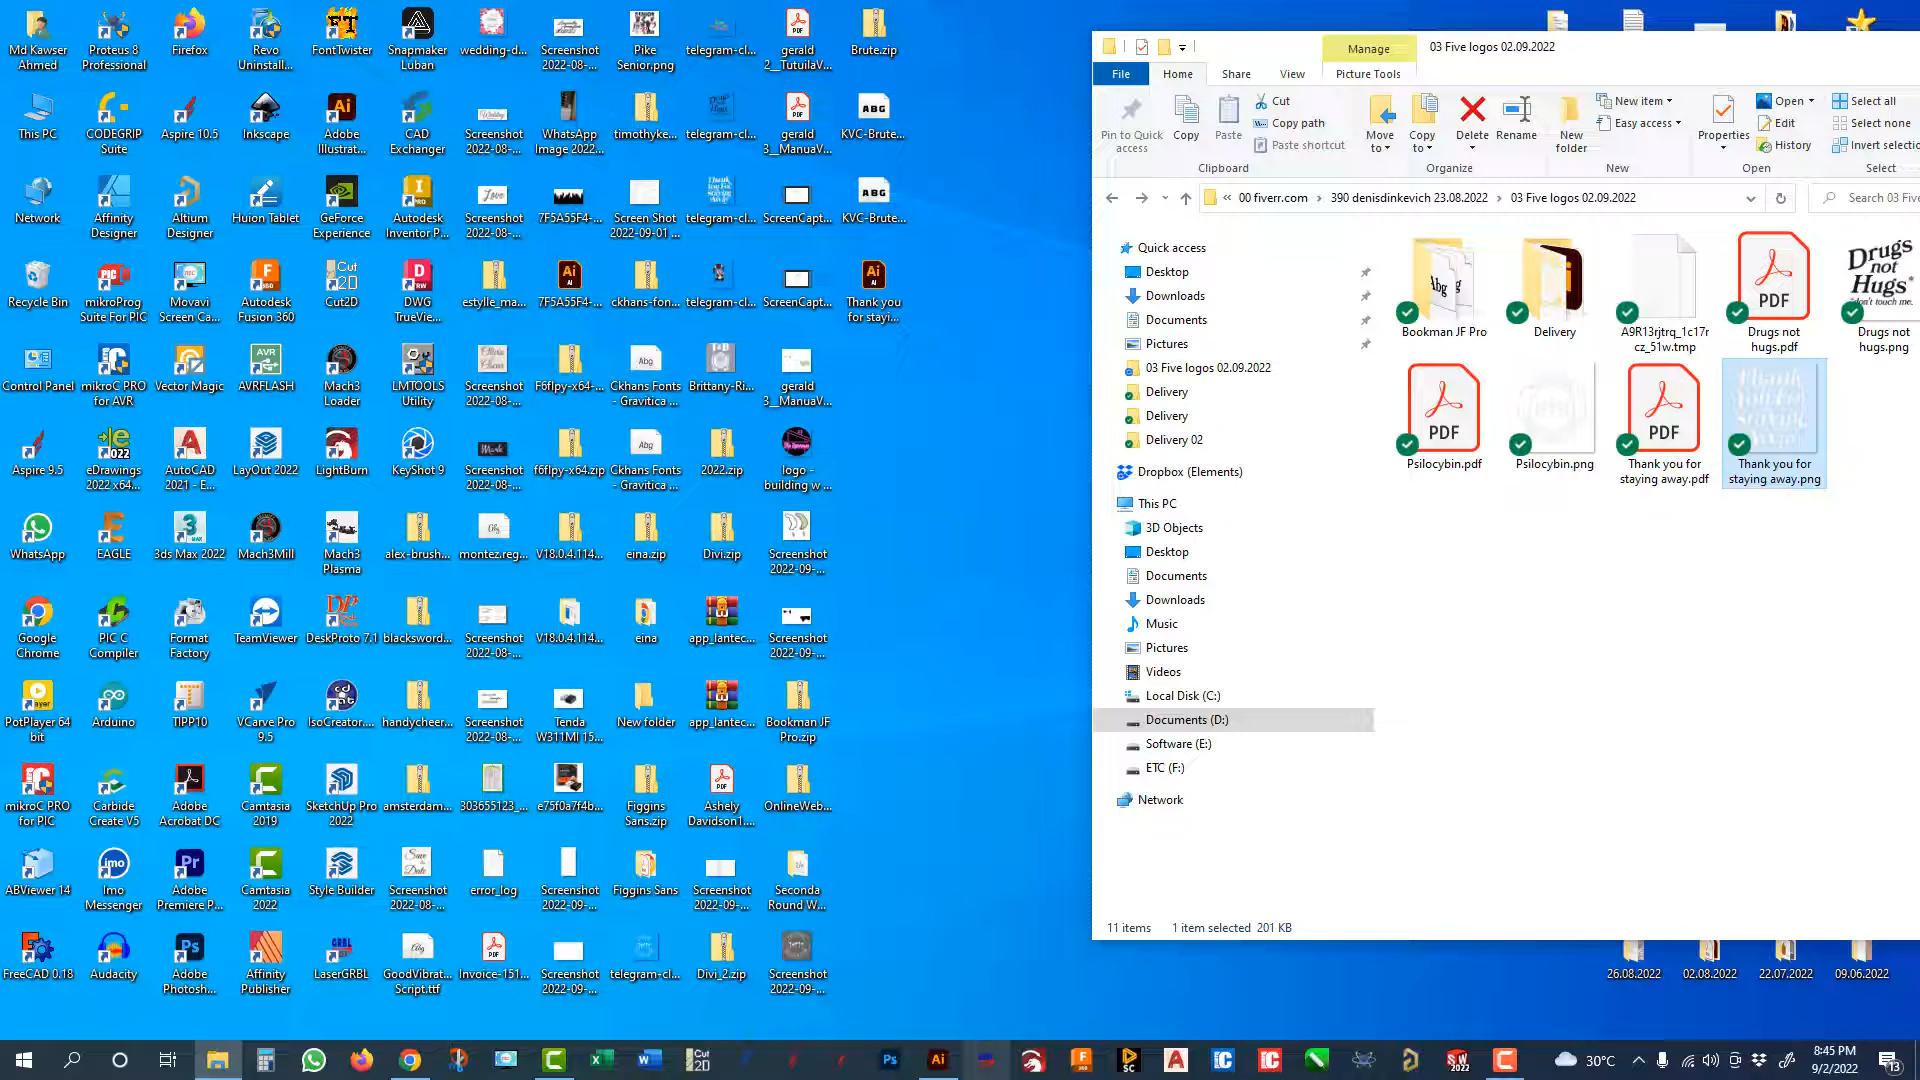 Md Kawser
Ahmed
Proteus 8
Professional
Firefox
Revo
Uninstall...
FontTwister
Snapmaker
Luban
wedding-d...
Screenshot
2022-08-...
Pike
Senior.png
telegram-cl...
gerald
2__TutuilaV...
Brute.zip
This PC
CODEGRIP
Suite
Aspire 10.5
Inkscape
Adobe
Illustrat...
CAD
Exchanger
Screenshot
2022-08-...
WhatsApp
Image 2022...
timothyke...
telegram-cl...
gerald
3__ManuaV...
KVC-Brute...
Network
Affinity
Designer
Altium
Designer
Huion Tablet
GeForce
Experience
Autodesk
Inventor P...
Screenshot
2022-08-...
7F5A55F4-...
Screen Shot
2022-09-01 ...
telegram-cl...
ScreenCapt...
KVC-Brute...
Recycle Bin
mikroProg
Suite For PIC
Movavi
Screen Ca...
Autodesk
Fusion 360
Cut2D
DWG
TrueVie...
estylle_ma...
7F5A55F4-...
ckhans-fon...
telegram-cl...
ScreenCapt...
Thank you
for stayi...
Control Panel
mikroC PRO
for AVR
Vector Magic
AVRFLASH
Mach3
Loader
LMTOOLS
Utility
Screenshot
2022-08-...
F6flpy-x64-...
Ckhans Fonts
- Gravitica ...
Brittany-Ri...
gerald
3__ManuaV...
Aspire 9.5
eDrawings
2022 x64...
AutoCAD
2021 - E...
LayOut 2022
LightBurn
KeyShot 9
Screenshot
2022-08-...
f6flpy-x64.zip
Ckhans Fonts
- Gravitica ...
2022.zip
logo -
building w ...
WhatsApp
EAGLE
3ds Max 2022
Mach3Mill
Mach3
Plasma
alex-brush...
montez.reg...
V18.0.4.114...
eina.zip
Divi.zip
Screenshot
2022-09-...
Google
Chrome
PIC C
Compiler
Format
Factory
TeamViewer
DeskProto 7.1
blacksword...
Screenshot
2022-08-...
V18.0.4.114...
eina
app_lantec...
Screenshot
2022-09-...
PotPlayer 64
bit
Arduino
TIPP10
VCarve Pro
9.5
IsoCreator....
handycheer...
Screenshot
2022-08-...
Tenda
W311MI 15...
New folder
app_lantec...
Bookman JF
Pro.zip
mikroC PRO
for PIC
Carbide
Create V5
Adobe
Acrobat DC
Camtasia
2019
SketchUp Pro
2022
amsterdam...
303655123_...
e75f0a7f4b...
Figgins
Sans.zip
Ashely
Davidson1....
OnlineWeb...
ABViewer 14
Imo
Messenger
Adobe
Premiere P...
Camtasia
2022
Style Builder
Screenshot
2022-08-...
error_log
Screenshot
2022-09-...
Figgins Sans
Screenshot
2022-09-...
Seconda
Round W...
FreeCAD 0.18
Audacity
Adobe
Photosh...
Affinity
Publisher
LaserGRBL
GoodVibrat...
Script.ttf
Invoice-151...
Screenshot
2022-09-...
telegram-cl...
Divi_2.zip
Screenshot
2022-09-...
Manage
03 Five logos 02.09.2022
File
Home
Share
View
Picture Tools
Pin to Quick
access
Copy
Paste
Cut
Copy path
Paste shortcut
Clipboard
Move
to
Copy
to
Delete
Rename
Organize
New
folder
New item
Easy access
New
Properties
Open
Edit
History
Open
Select all
Select none
Invert selectio
Select
« 00 fiverr.com › 390 denisdinkevich 23.08.2022 › 03 Five logos 02.09.2022
Search 03 Five
Quick access
Desktop
Downloads
Documents
Pictures
03 Five logos 02.09.2022
Delivery
Delivery
Delivery 02
Dropbox (Elements)
This PC
3D Objects
Desktop
Documents
Downloads
Music
Pictures
Videos
Local Disk (C:)
Documents (D:)
Software (E:)
ETC (F:)
Network
Bookman JF Pro
Delivery
A9R13rjtrq_1c17r
cz_51w.tmp
PDF
Drugs not
hugs.pdf
Drugs
not
Hugs*
*don't touch me.
Drugs not
hugs.png
PDF
Psilocybin.pdf
Psilocybin.png
PDF
Thank you for
staying away.pdf
Thank you for
staying away.png
11 items
1 item selected 201 KB
26.08.2022
02.08.2022
22.07.2022
09.06.2022
30°C
8:45 PM
9/2/2022
13